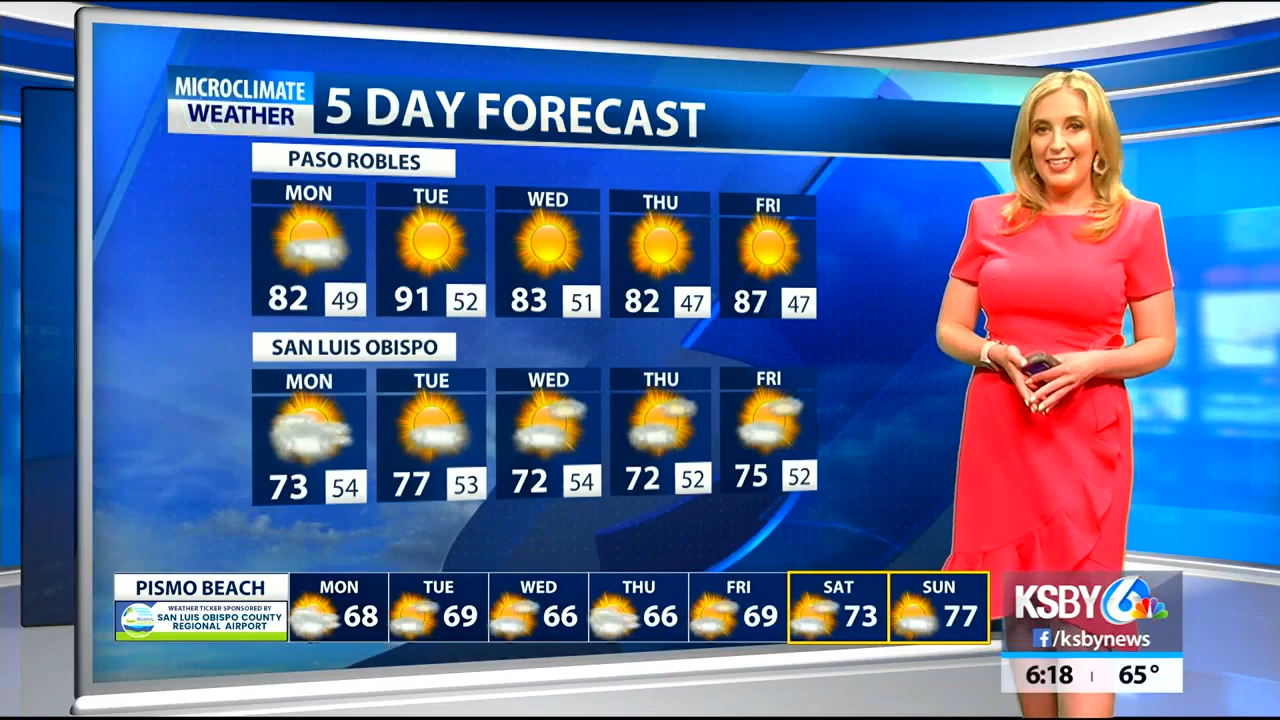 MICROCLIMATE
WEATHER
5 DAY FORECAST
PASO ROBLES
MON TUE WED THU FRI
82 49 91 52 83 51 82 47 87 47
SAN LUIS OBISPO
MON TUE WED THU FRI
73 54 77 53 72 54 72 52 75 52
PISMO BEACH
WEATHER TICKER SPONSORED BY
SAN LUIS OBISPO COUNTY
REGIONAL AIRPORT
MON TUE WED THU FRI SAT SUN
68 69 66 66 69 73 77
KSBY 6
f/ksbynews
6:18 65°